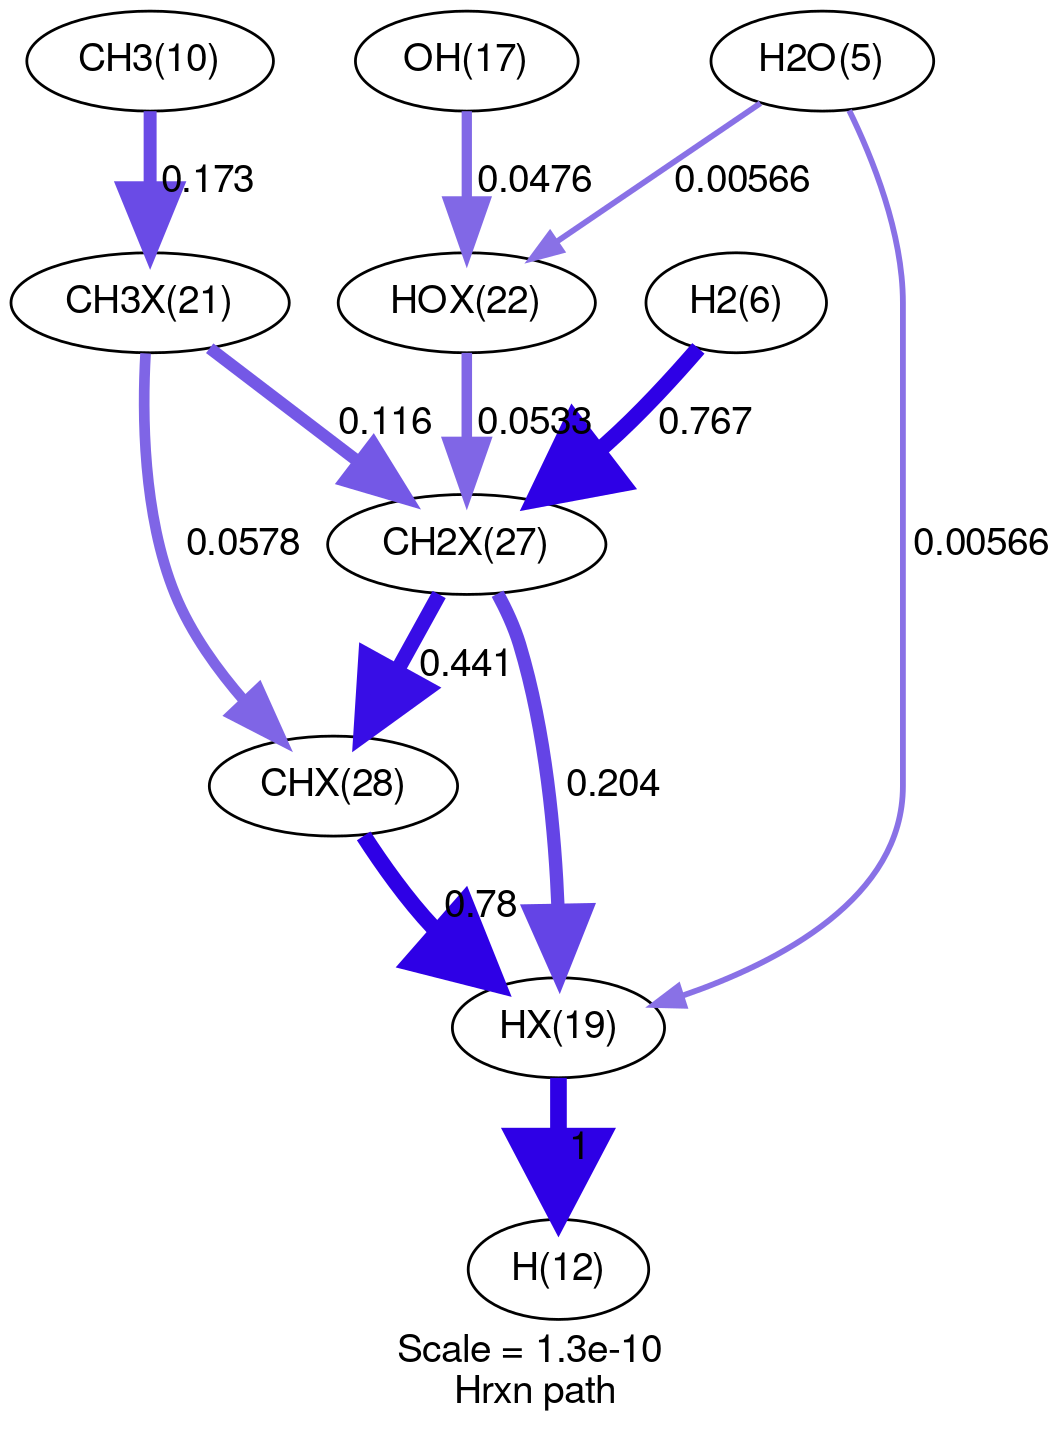 CH3(10)
OH(17)
H2O(5)
0.173
0.0476
0.00566
CH3X(21)
HOX(22)
H2(6)
0.116
0.0533
0.767
0.0578
CH2X(27)
0.00566
0.441
CHX(28)
0.204
0.78
HX(19)
1
H(12)
Scale = 1.3e-10
Hrxn path